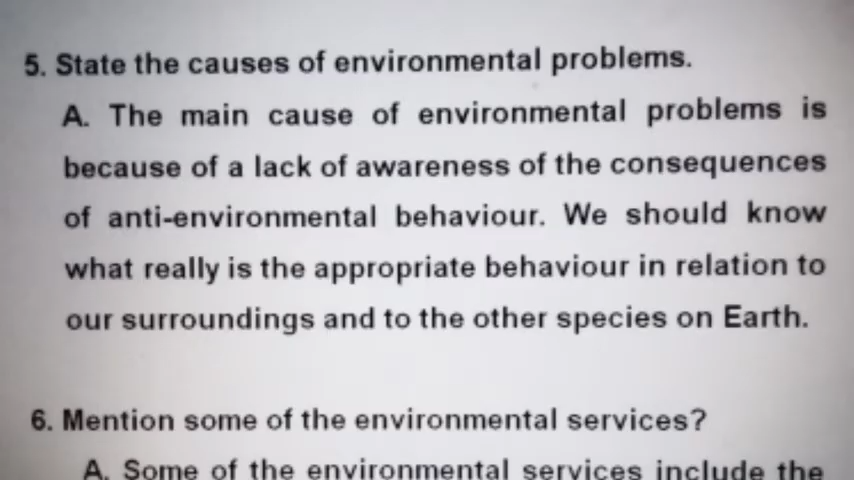 5. State the causes of environmental problems.
A. The main cause of environmental problems is
because of a lack of awareness of the consequences
of anti-environmental behaviour. We should know
what really is the appropriate behaviour in relation to
our surroundings and to the other species on Earth.
6. Mention some of the environmental services?
A. Some of the environmental services include the